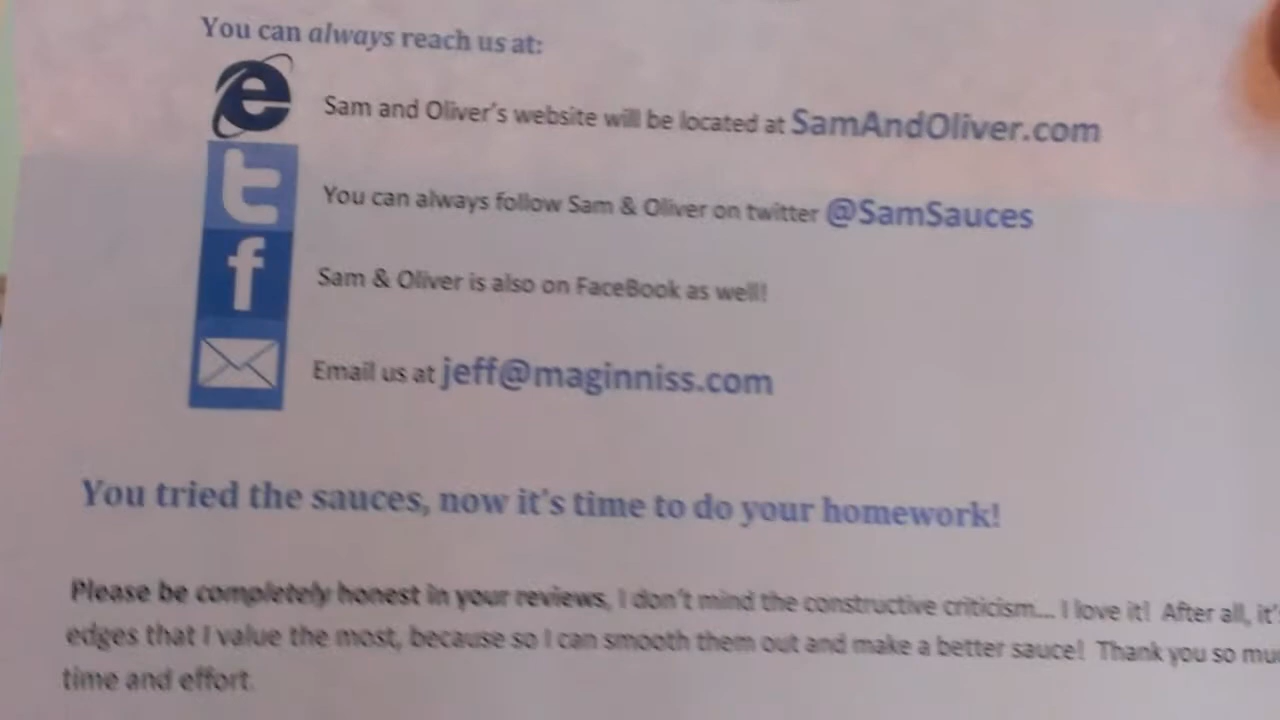 You can always reach us at:
Sam and Oliver's website will be located at SamAndOliver.com
You can always follow Sam & Oliver on twitter @SamSauces
Sam & Oliver is also on FaceBook as well!
Email us at jeff@maginniss.com
You tried the sauces, now it's time to do your homework!
Please be completely honest in your reviews, I don't mind the constructive criticism... I love it!  After all, it's
edges that I value the most, because so I can smooth them out and make a better sauce!  Thank you so
time and effort.